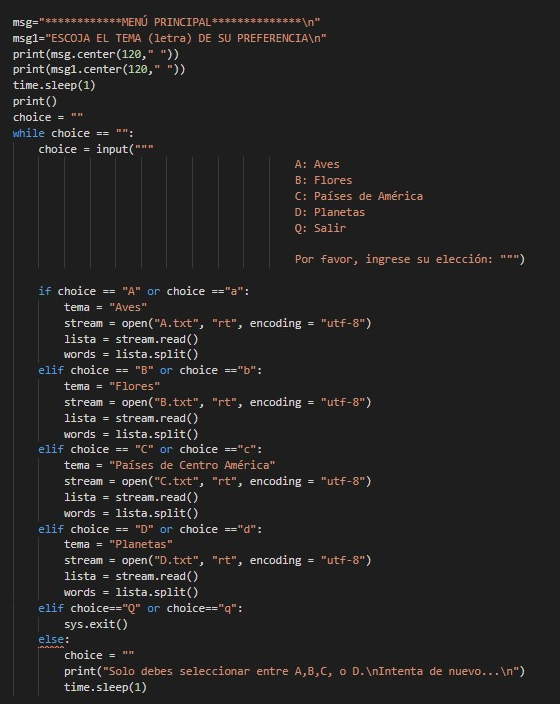 msg="************MENÚ PRINCIPAL**************\n"
msg1="ESCOJA EL TEMA (letra) DE SU PREFERENCIA\n"
print(msg.center(120," "))
print(msg1.center(120," "))
time.sleep(1)
print()
choice = ""
while choice == "":
choice = input("""
A: Aves
B: Flores
C: Países de América
D: Planetas
Q: Salir
Por favor, ingrese su elección: """)
if choice == "A" or choice =="a":
tema = "Aves"
stream = open("A.txt", "rt", encoding = "utf-8")
lista = stream.read()
words = lista.split()
elif choice == "B" or choice =="b":
tema = "Flores"
stream = open("B.txt", "rt", encoding = "utf-8")
lista = stream.read()
words = lista.split()
elif choice == "C" or choice =="c":
tema = "Países de Centro América"
stream = open("C.txt", "rt", encoding = "utf-8")
lista = stream.read()
words = lista.split()
elif choice == "D" or choice =="d":
tema = "Planetas"
stream = open("D.txt", "rt", encoding = "utf-8")
lista = stream.read()
words = lista.split()
elif choice=="Q" or choice=="q":
sys.exit()
else:
choice = ""
print("Solo debes seleccionar entre A,B,C, o D.\nIntenta de nuevo...\n")
time.sleep(1)